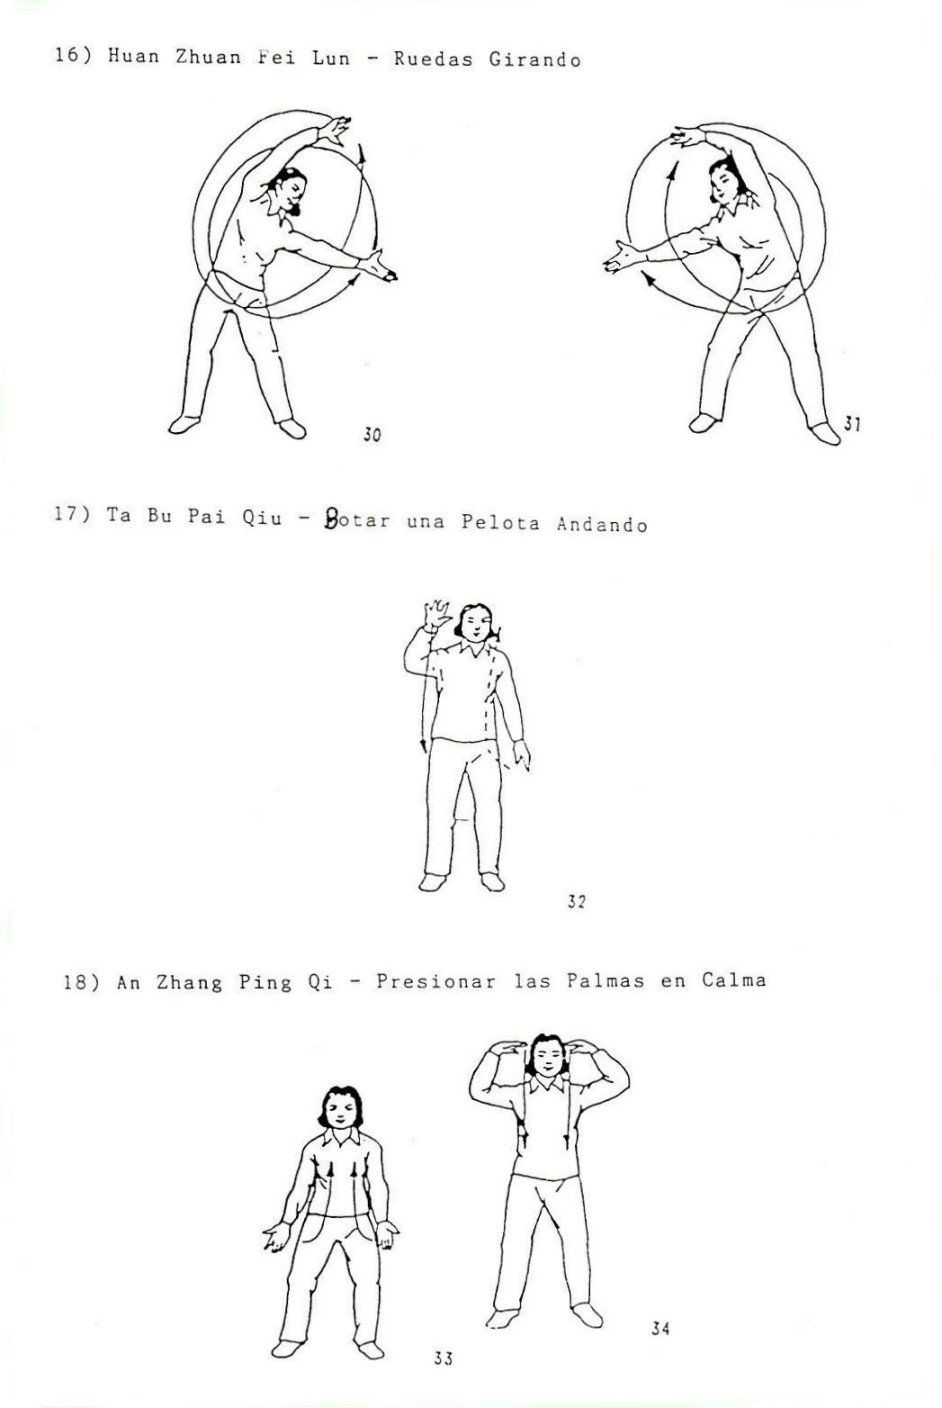 16) Huan Zhuan Fei Lun - Ruedas Girando
30
31
17) Ta Bu Pai Qiu - Botar una Pelota Andando
32
18) An Zhang Ping Qi - Presionar las Palmas en Calma
33
34